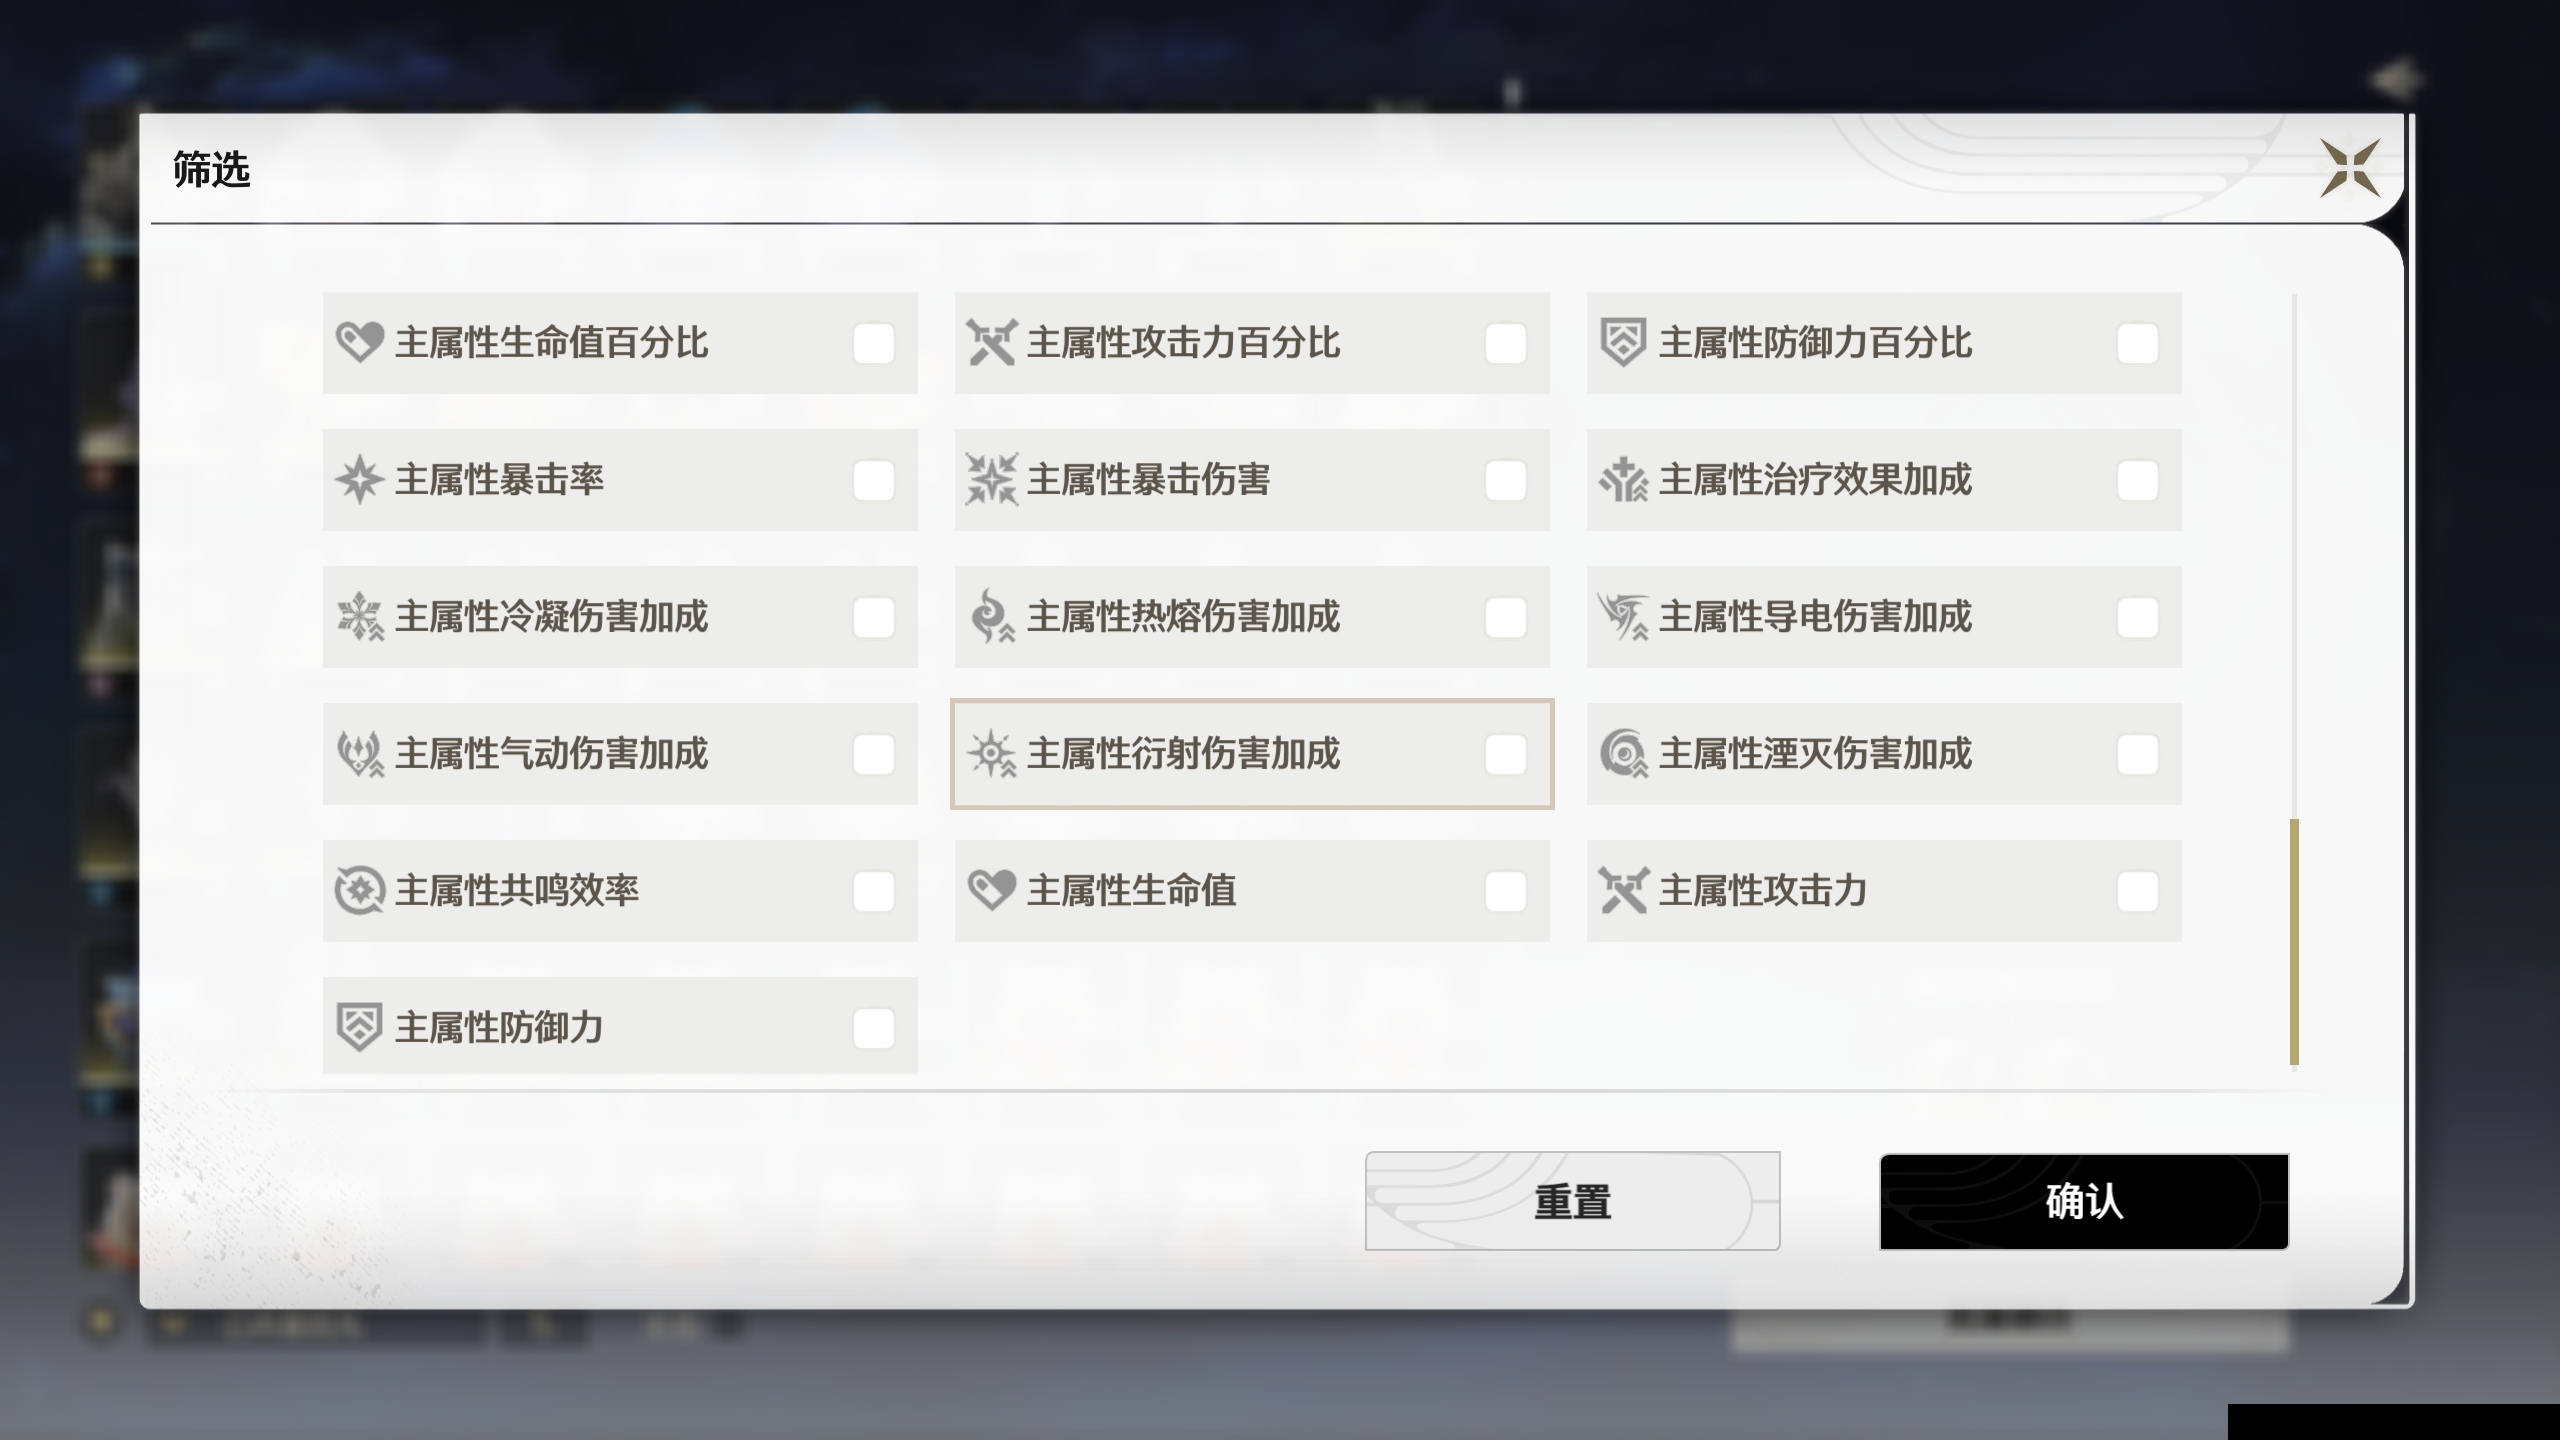 筛选
主属性生命值百分比
主属性攻击力百分比
主属性防御力百分比
主属性暴击率
主属性暴击伤害
主属性治疗效果加成
主属性冷凝伤害加成
主属性热熔伤害加成
主属性导电伤害加成
主属性气动伤害加成
主属性衍射伤害加成
主属性湮灭伤害加成
主属性共鸣效率
主属性生命值
主属性攻击力
主属性防御力
重置
确认